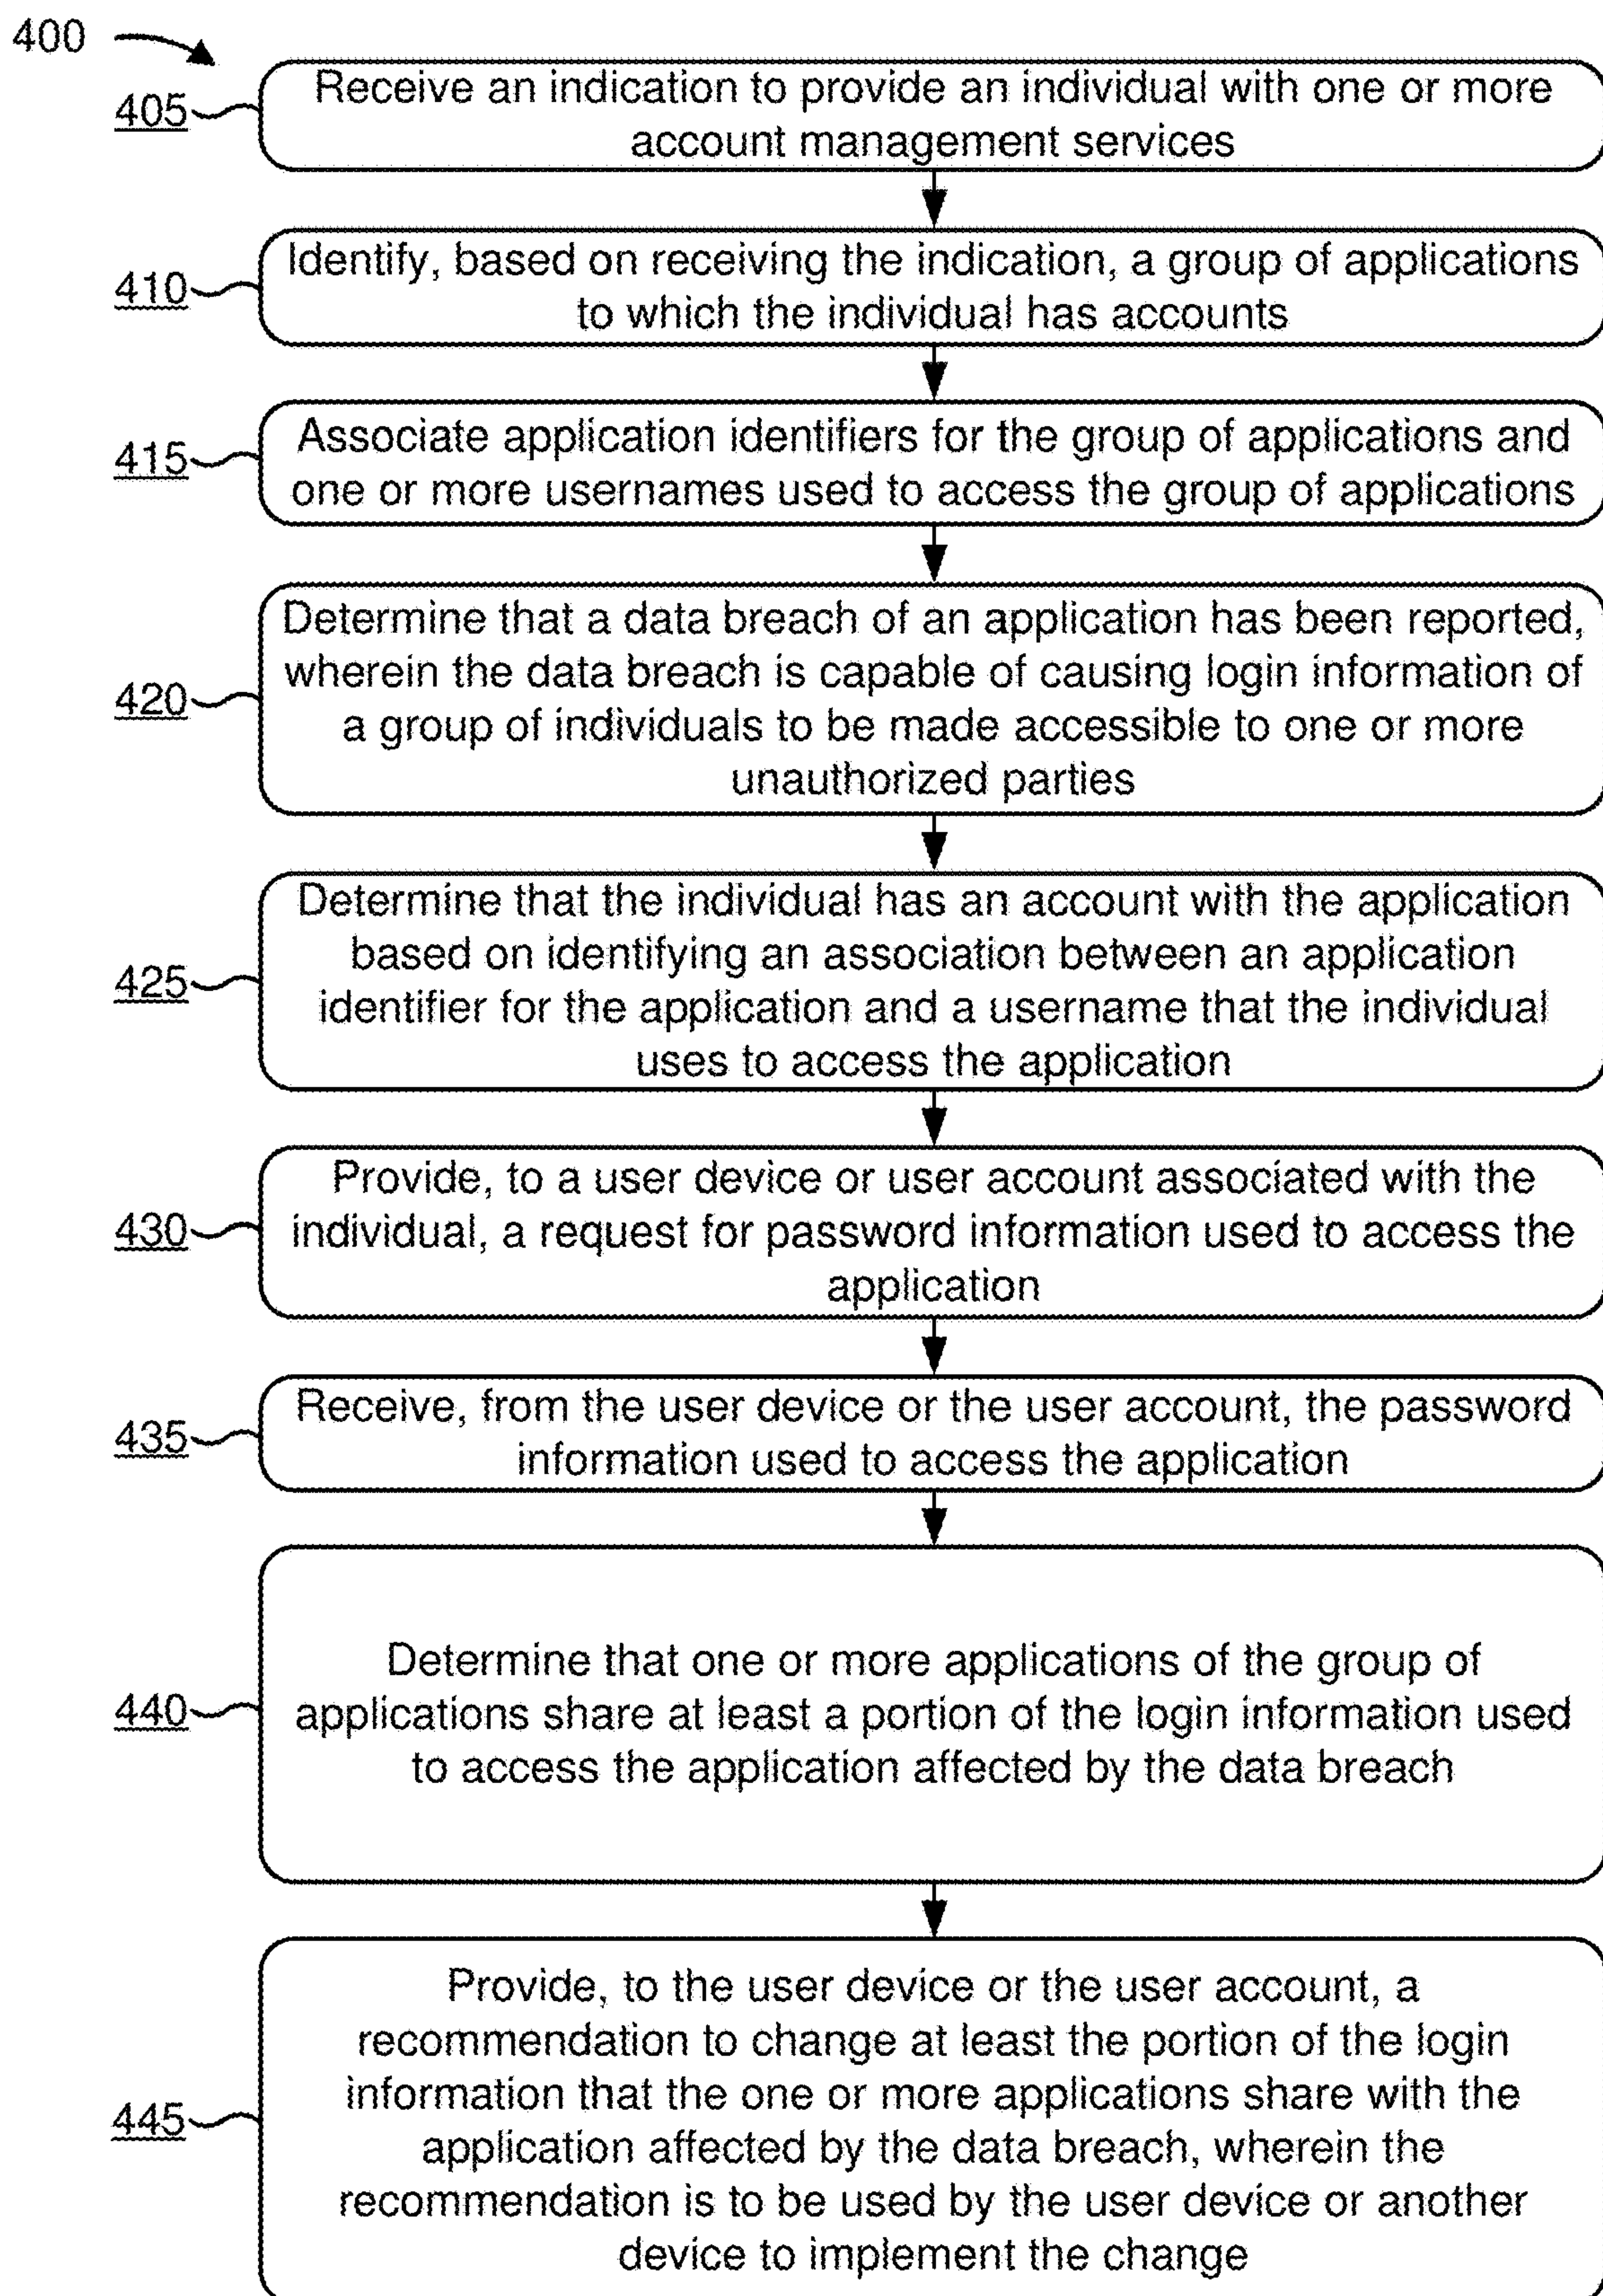 400
405
Receive an indication to provide an individual with one or more
account management services
410
Identify, based on receiving the indication, a group of applications
to which the individual has accounts
415
Associate application identifiers for the group of applications and
one or more usernames used to access the group of applications
420
Determine that a data breach of an application has been reported,
wherein the data breach is capable of causing login information of
a group of individuals to be made accessible to one or more
unauthorized parties
425
Determine that the individual has an account with the application
based on identifying an association between an application
identifier for the application and a username that the individual
uses to access the application
430
Provide, to a user device or user account associated with the
individual, a request for password information used to access the
application
435
Receive, from the user device or the user account, the password
information used to access the application
440
Determine that one or more applications of the group of
applications share at least a portion of the login information used
to access the application affected by the data breach
445
Provide, to the user device or the user account, a
recommendation to change at least the portion of the login
information that the one or more applications share with the
application affected by the data breach, wherein the
recommendation is to be used by the user device or another
device to implement the change